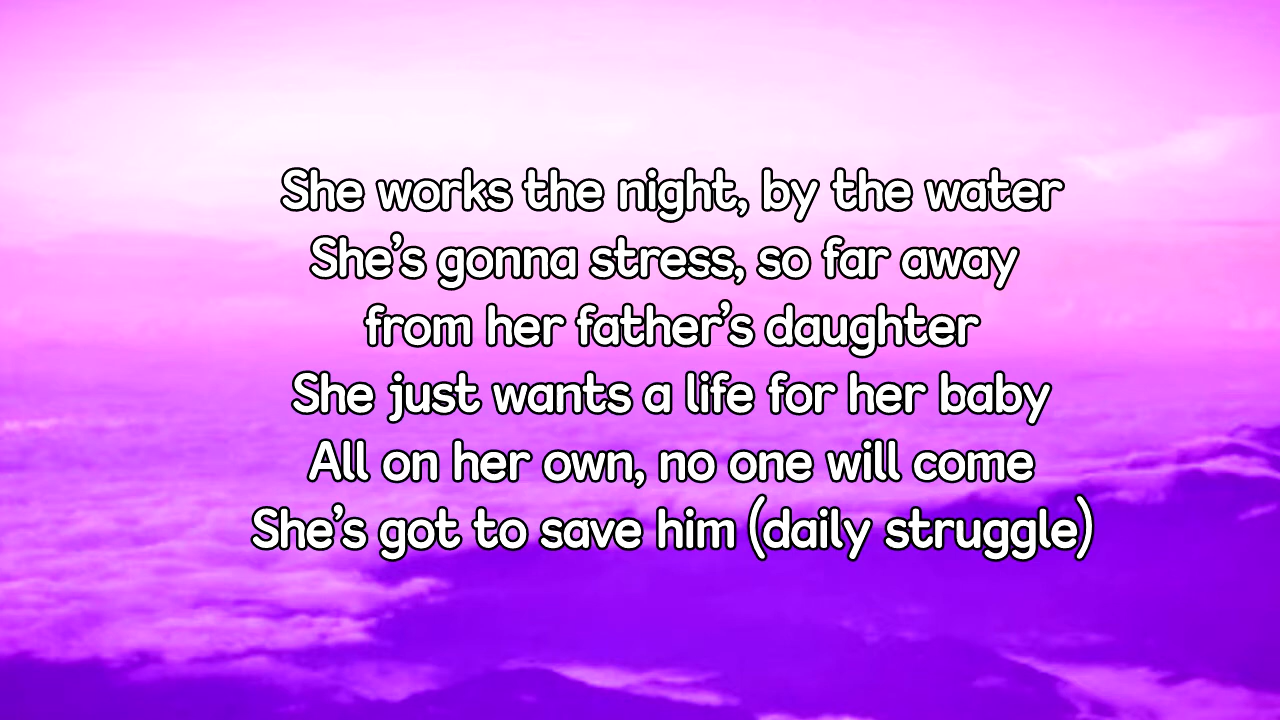 She works the night, by the water
She’s gonna stress, so far away
from her father’s daughter
She just wants a life for her baby
All on her own, no one will come
She’s got to save him (daily struggle)